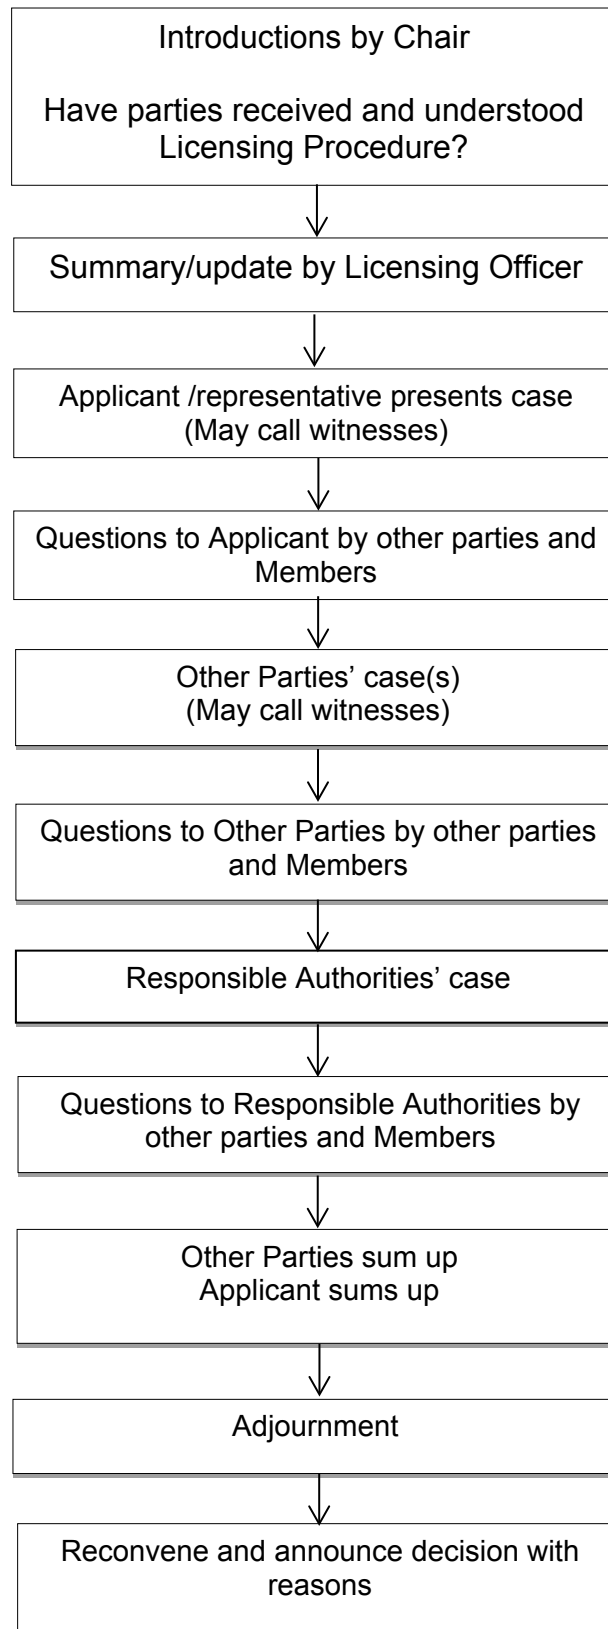 Introductions by Chair
Have parties received and understood
Licensing Procedure?
Summary/update by Licensing Officer
Applicant /representative presents case
(May call witnesses)
Questions to Applicant by other parties and
Members
Other Parties’ case(s)
(May call witnesses)
Questions to Other Parties by other parties
and Members
Responsible Authorities’ case
Questions to Responsible Authorities by
other parties and Members
Other Parties sum up
Applicant sums up
Adjournment
Reconvene and announce decision with
reasons